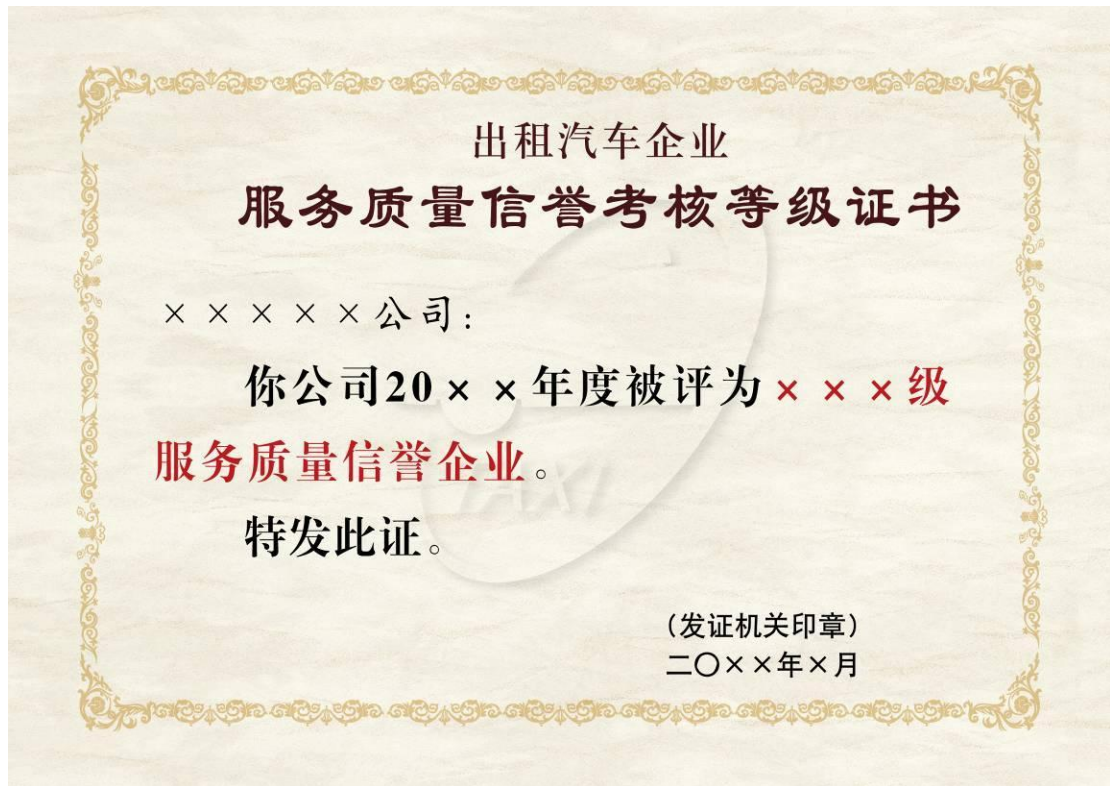 出租汽车企业
服务质量信誉考核等级证书
×××××公司：
你公司20××年度被评为×××级
服务质量信誉企业。
TAXI
特发此证。
（发证机关印章）
二〇××年×月